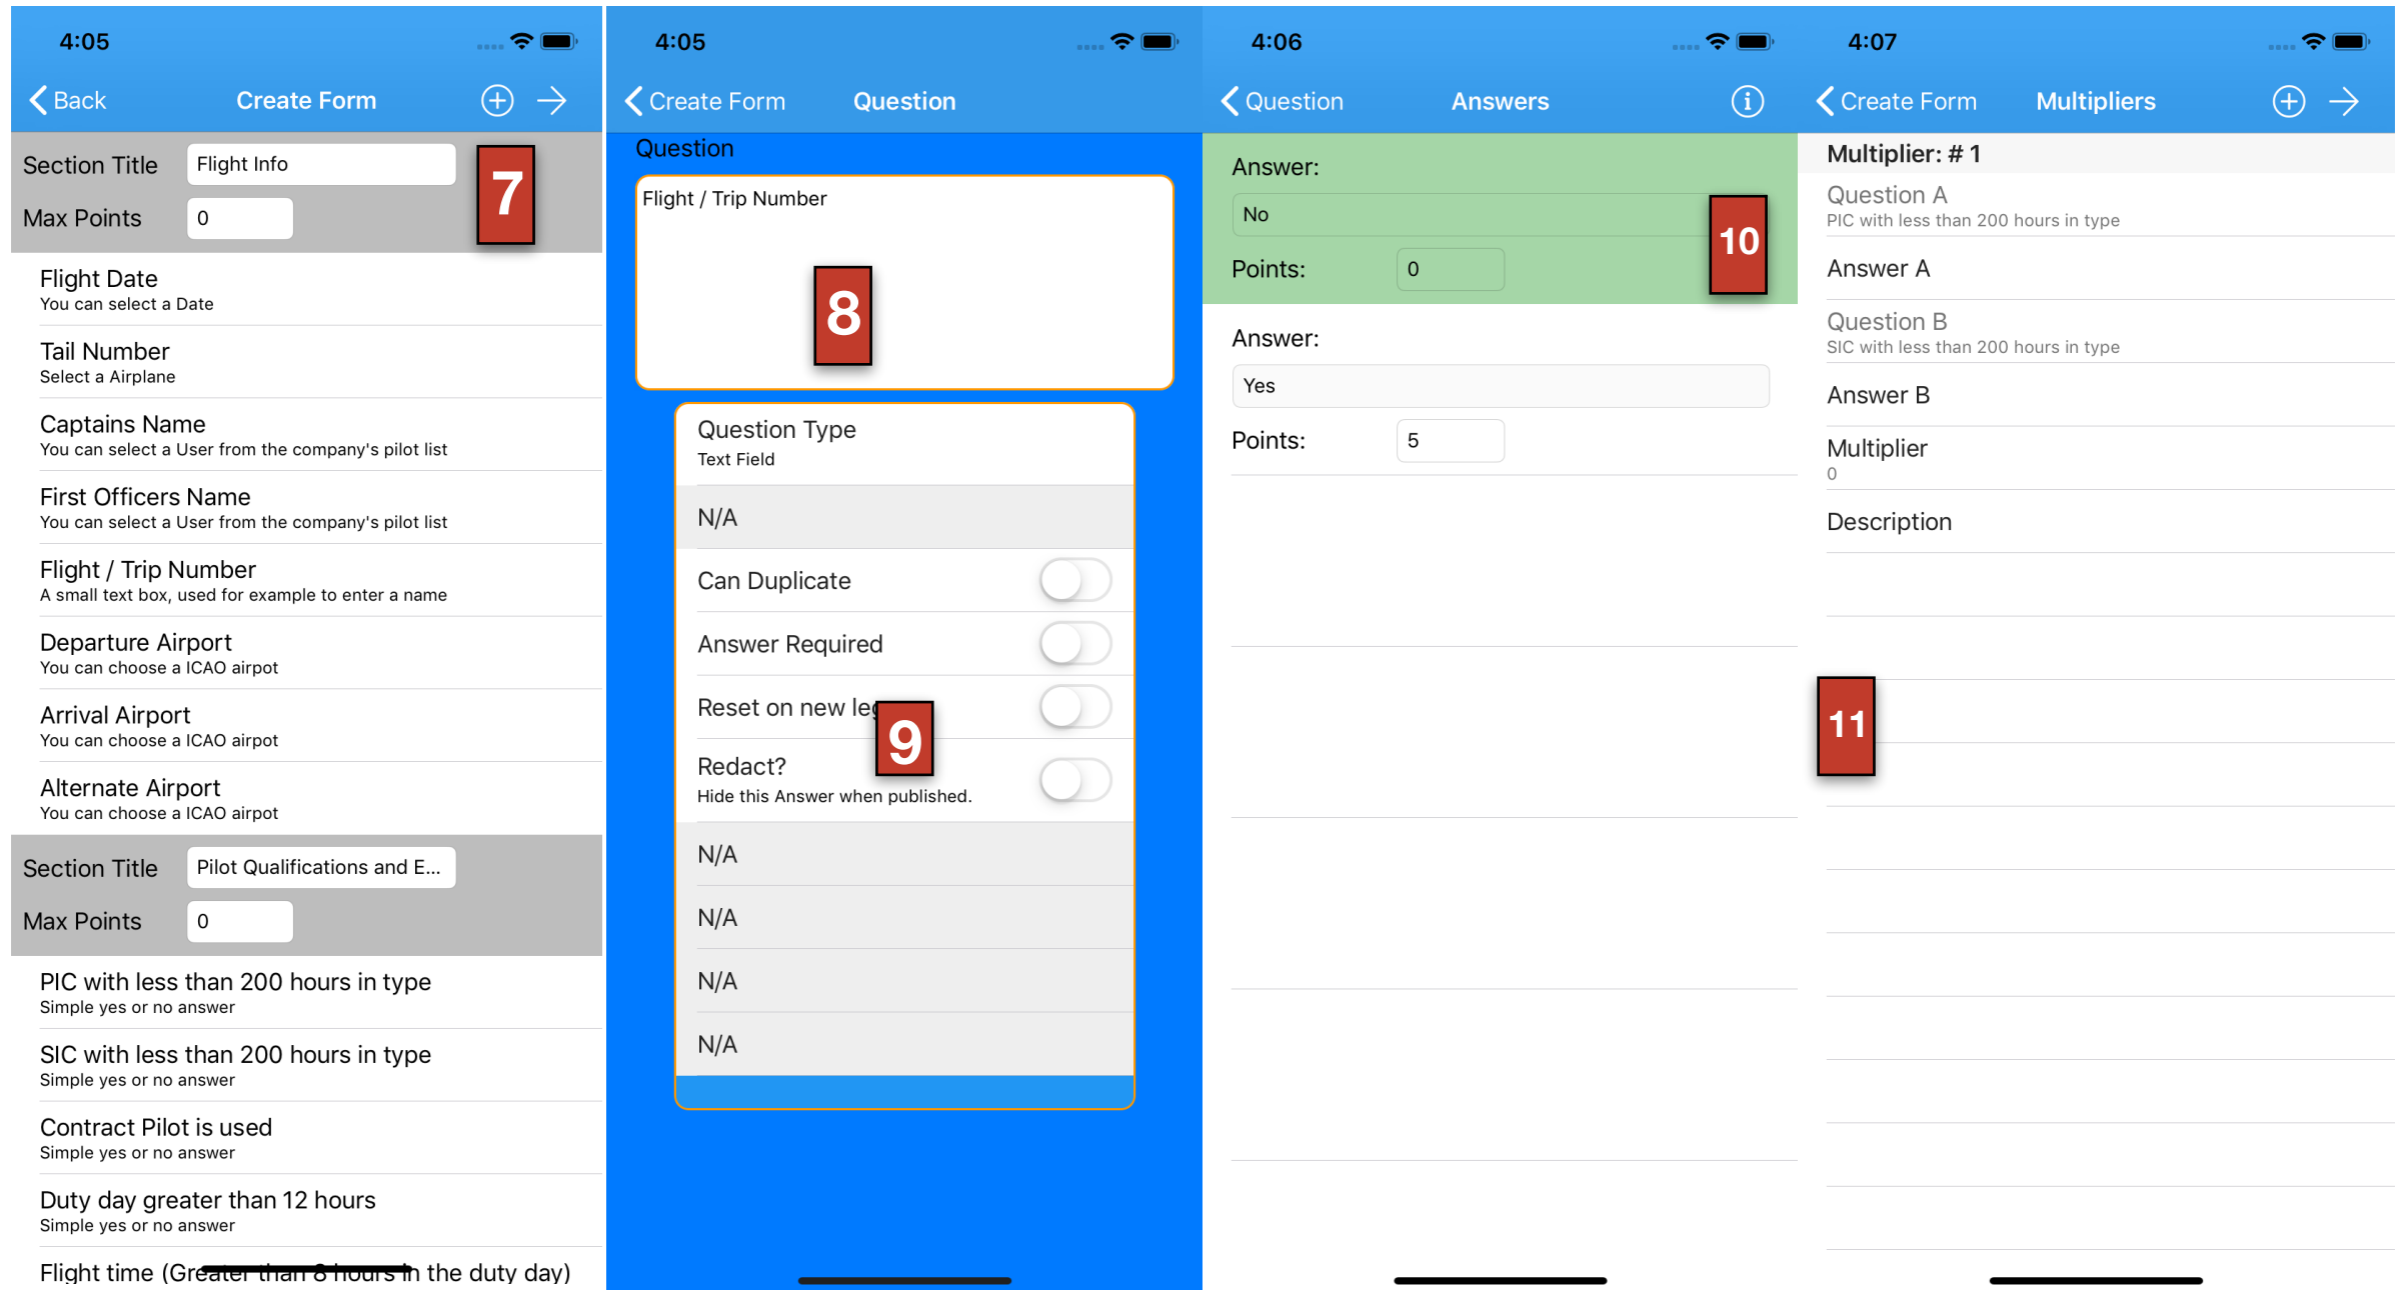 4:05
Back
Create Form
Section Title
Flight Info
Max Points
0
7
Flight Date
You can select a Date
Tail Number
Select a Airplane
Captains Name
You can select a User from the company's pilot list
First Officers Name
You can select a User from the company's pilot list
Flight / Trip Number
A small text box, used for example to enter a name
Departure Airport
You can choose a ICAO airpot
Arrival Airport
You can choose a ICAO airpot
Alternate Airport
You can choose a ICAO airpot
Section Title
Pilot Qualifications and E...
Max Points
0
PIC with less than 200 hours in type
Simple yes or no answer
SIC with less than 200 hours in type
Simple yes or no answer
Contract Pilot is used
Simple yes or no answer
Duty day greater than 12 hours
Simple yes or no answer
Flight time (Greater than 8 hours in the duty day)
4:05
Create Form
Question
Question
Flight / Trip Number
8
Question Type
Text Field
N/A
Can Duplicate
Answer Required
Reset on new leg
9
Redact?
Hide this Answer when published.
N/A
N/A
N/A
N/A
4:06
Question
Answers
Answer:
No
10
Points:
0
Answer:
Yes
Points:
5
4:07
Create Form
Multipliers
Multiplier: # 1
Question A
PIC with less than 200 hours in type
Answer A
Question B
SIC with less than 200 hours in type
Answer B
Multiplier
0
Description
11